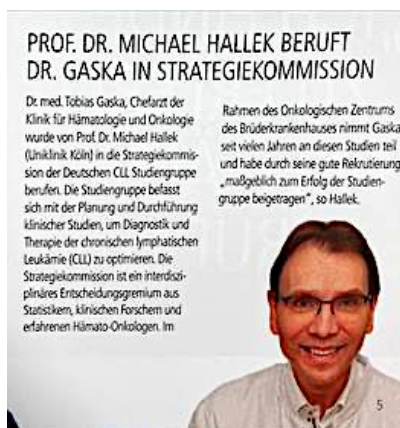 PROF. DR. MICHAEL HALLEK BERUFT
DR. GASKA IN STRATEGIEKOMMISSION
Dr. med. Tobias Gaska, Chefarzt der
Klinik für Hämatologie und Onkologie
wurde von Prof. Dr. Michael Hallek
(Uniklinik Köln) in die Strategiekommis-
sion der Deutschen CLL Studiengruppe
berufen. Die Studiengruppe befasst
sich mit der Planung und Durchführung
klinischer Studien, um Diagnostik und
Therapie der chronischen lymphatischen
Leukämie (CLL) zu optimieren. Die
Strategiekommission ist ein interdiszi-
plinäres Entscheidungsgremium aus
Statistikern, klinischen Forschern und
erfahrenen Hämato-Onkologen. Im
Rahmen des Onkologischen Zentrums
des Brüderkrankenhauses nimmt Gaska
seit vielen Jahren an diesen Studien teil
und habe durch seine gute Rekrutierung
„maßgeblich zum Erfolg der Studien-
gruppe beigetragen", so Hallek.
5